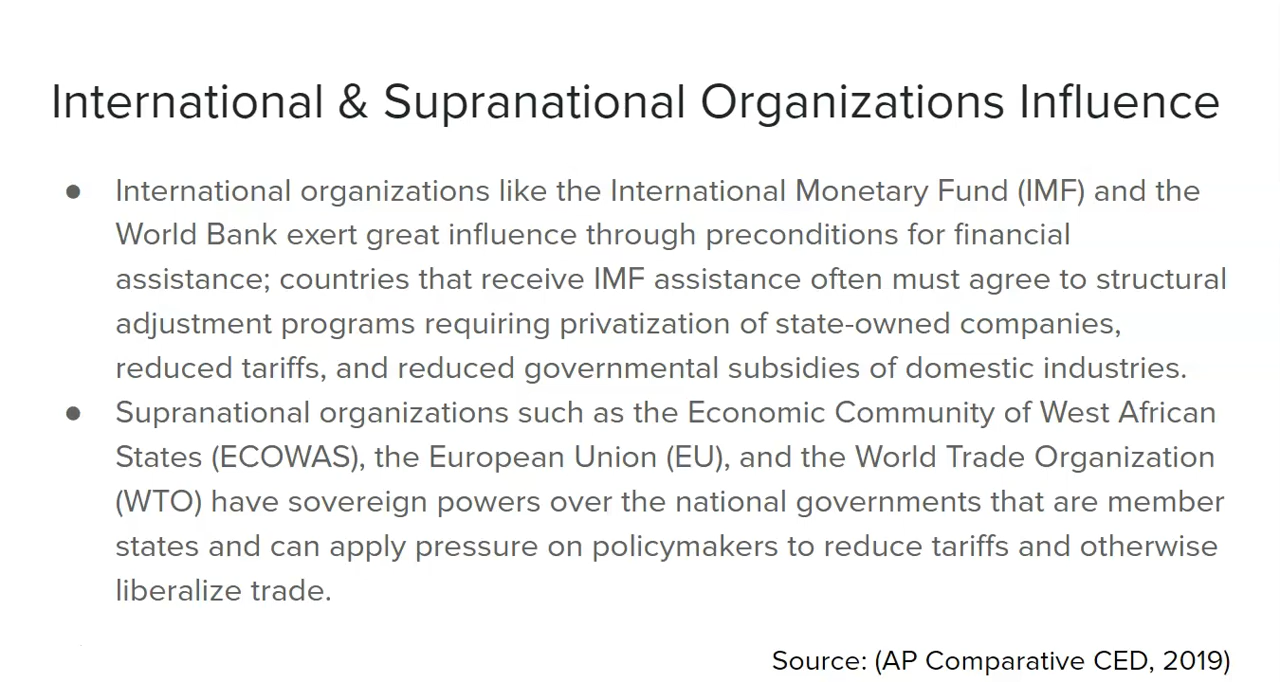 International & Supranational Organizations Influence
● International organizations like the International Monetary Fund (IMF) and the
World Bank exert great influence through preconditions for financial
assistance; countries that receive IMF assistance often must agree to structural
adjustment programs requiring privatization of state-owned companies,
reduced tariffs, and reduced governmental subsidies of domestic industries.
● Supranational organizations such as the Economic Community of West African
States (ECOWAS), the European Union (EU), and the World Trade Organization
(WTO) have sovereign powers over the national governments that are member
states and can apply pressure on policymakers to reduce tariffs and otherwise
liberalize trade.
Source: (AP Comparative CED, 2019)